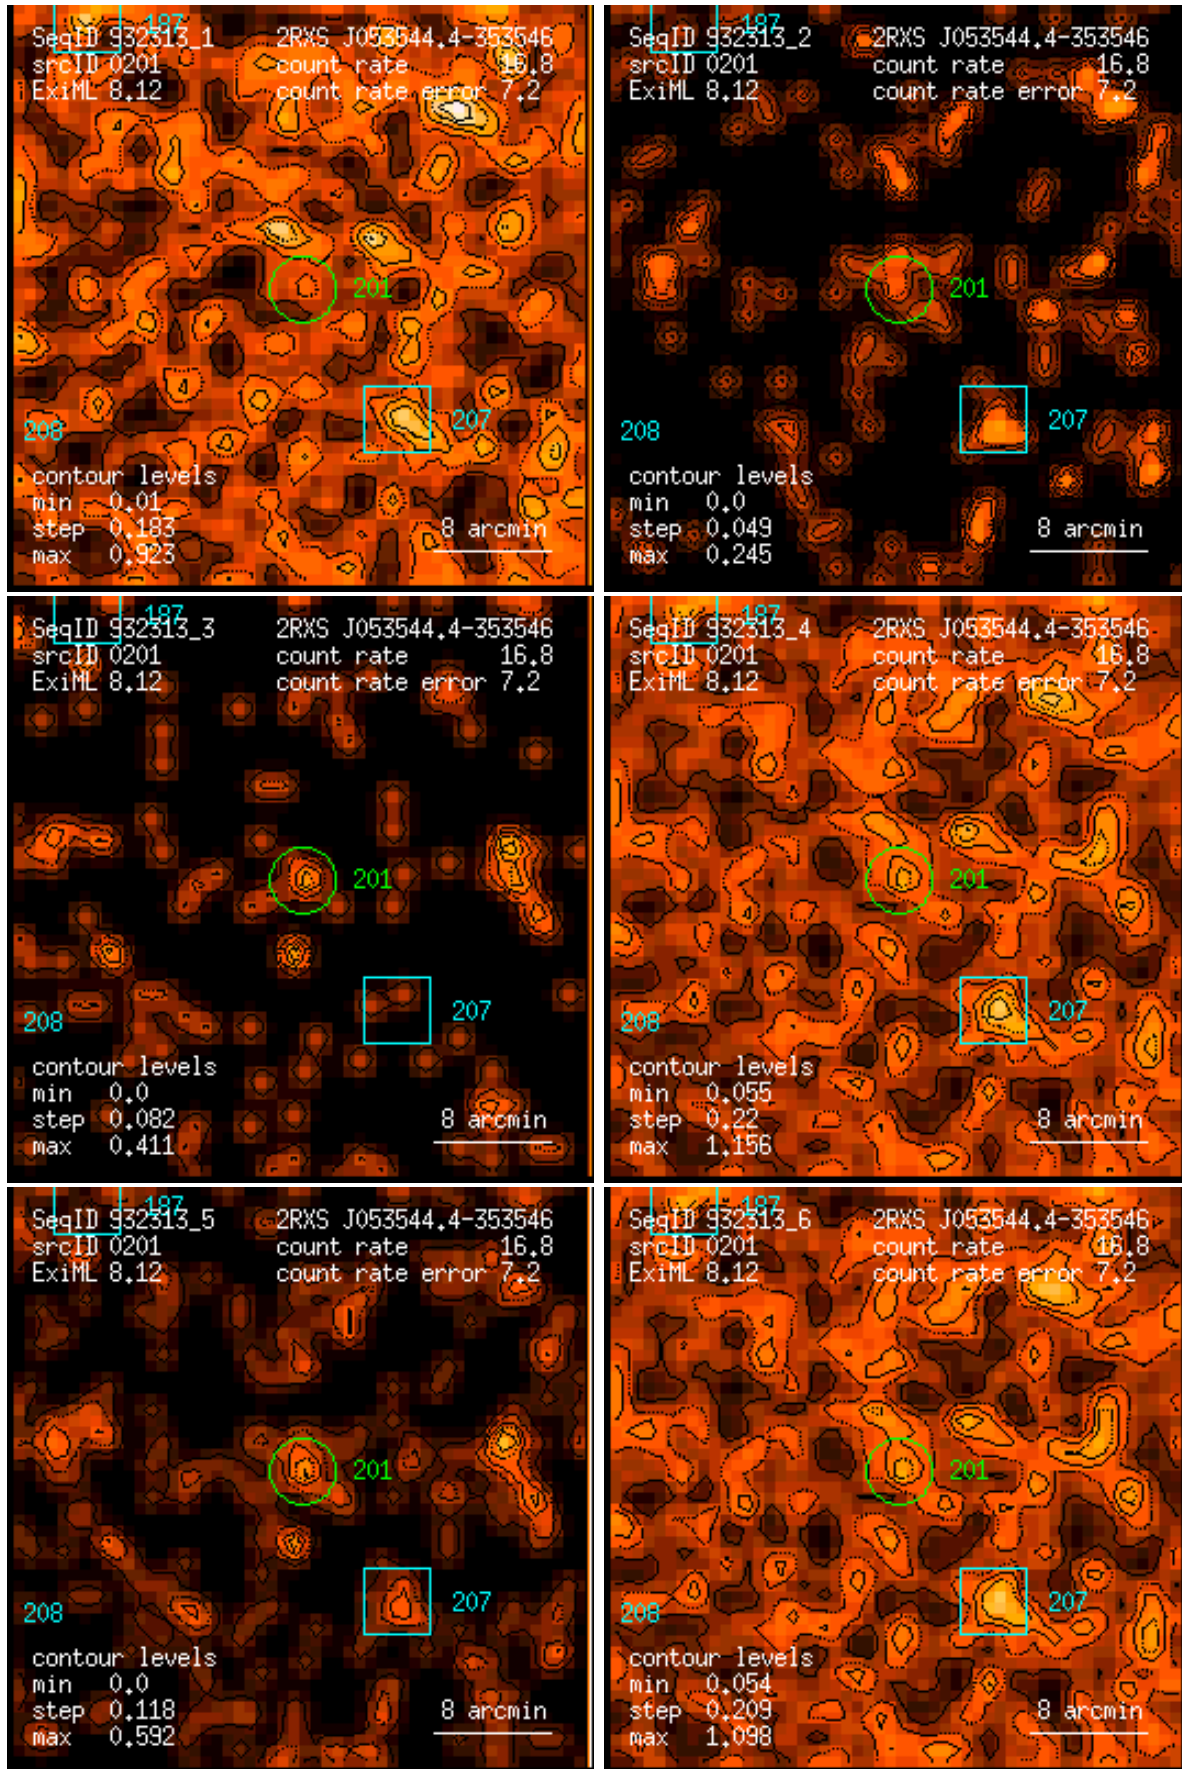 187
SeqID 932313_1 2RXS J053544.4-353546
srcID 0201 count rate 16.8
ExiML 8.12 count rate error 7.2
201
207
208
contour levels
min 0.01
step 0.183 8 arcmin
max 0.923
187
SeqID 932313_2 2RXS J053544.4-353546
srcID 0201 count rate 16.8
ExiML 8.12 count rate error 7.2
201
207
208
contour levels
min 0.0
step 0.049 8 arcmin
max 0.245
187
SeqID 932313_3 2RXS J053544.4-353546
srcID 0201 count rate 16.8
ExiML 8.12 count rate error 7.2
201
207
208
contour levels
min 0.0
step 0.082 8 arcmin
max 0.411
187
SeqID 932313_4 2RXS J053544.4-353546
srcID 0201 count rate 16.8
ExiML 8.12 count rate error 7.2
201
207
208
contour levels
min 0.055
step 0.22 8 arcmin
max 1.156
187
SeqID 932313_5 2RXS J053544.4-353546
srcID 0201 count rate 16.8
ExiML 8.12 count rate error 7.2
201
207
208
contour levels
min 0.0
step 0.118 8 arcmin
max 0.592
187
SeqID 932313_6 2RXS J053544.4-353546
srcID 0201 count rate 16.8
ExiML 8.12 count rate error 7.2
201
207
208
contour levels
min 0.054
step 0.209 8 arcmin
max 1.098